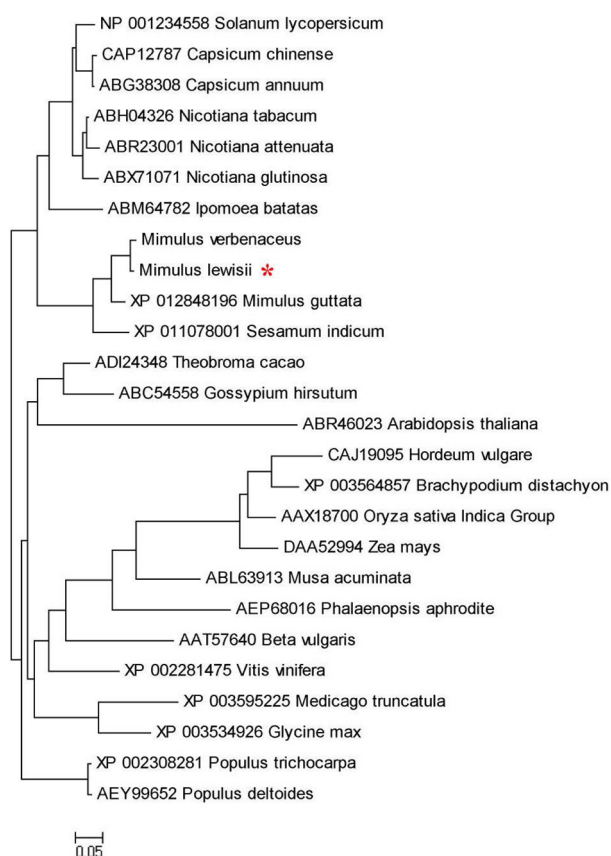 NP 001234558 Solanum lycopersicum
CAP12787 Capsicum chinense
ABG38308 Capsicum annuum
ABH04326 Nicotiana tabacum
ABR23001 Nicotiana attenuata
ABX71071 Nicotiana glutinosa
ABM64782 Ipomoea batatas
Mimulus verbenaceus
Mimulus lewisii *
XP 012848196 Mimulus guttata
XP 011078001 Sesamum indicum
ADI24348 Theobroma cacao
ABC54558 Gossypium hirsutum
ABR46023 Arabidopsis thaliana
CAJ19095 Hordeum vulgare
XP 003564857 Brachypodium distachyon
AAX18700 Oryza sativa Indica Group
DAA52994 Zea mays
ABL63913 Musa acuminata
AEP68016 Phalaenopsis aphrodite
AAT57640 Beta vulgaris
XP 002281475 Vitis vinifera
XP 003595225 Medicago truncatula
XP 003534926 Glycine max
XP 002308281 Populus trichocarpa
AEY99652 Populus deltoides
0.05